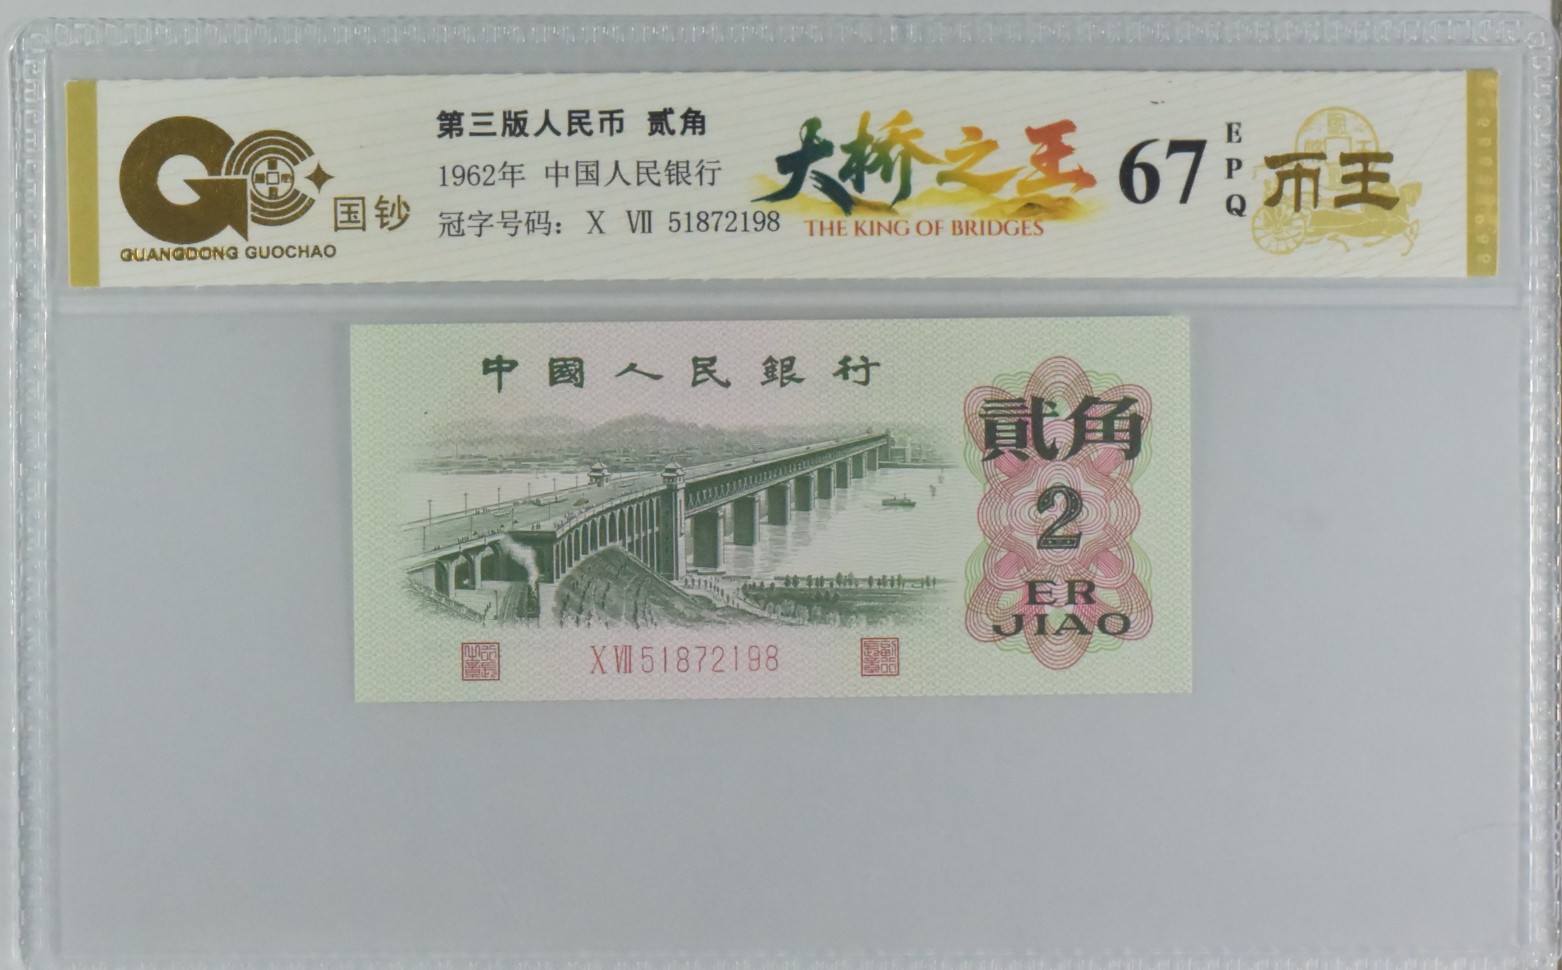 第三版人民币 贰角
1962年 中国人民银行
冠字号码: X Ⅶ 51872198
国钞
GUANGDONG GUOCHAO
大桥之王
THE KING OF BRIDGES
67
EPQ
币王
中國人民銀行
貳角
2
ER
JIAO
X Ⅶ 51872198